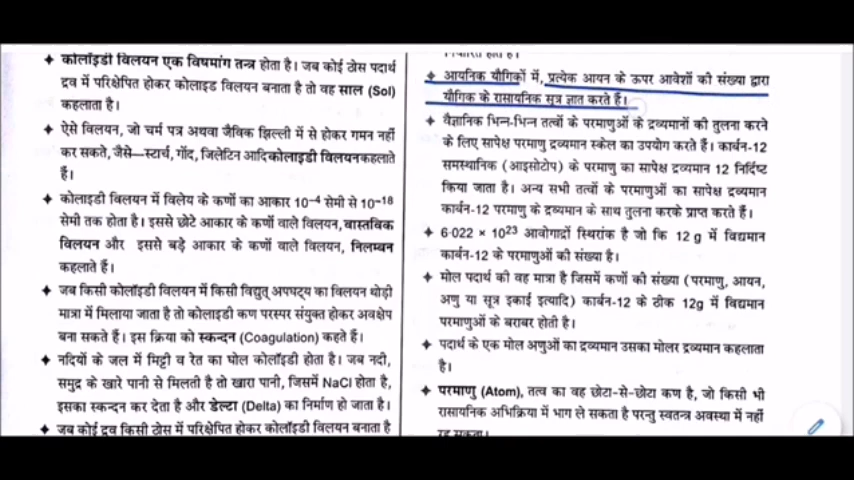 ✦ कोलॉइडी विलयन एक विषमांग तन्त्र होता है। जब कोई ठोस पदार्थ
द्रव में परिक्षेपित होकर कोलाइड विलयन बनाता है तो वह साल (Sol)
कहलाता है।
✦ ऐसे विलयन, जो चर्म पत्र अथवा जैविक झिल्ली में से होकर गमन नहीं
कर सकते, जैसे—स्टार्च, गोंद, जिलेटिन आदि कोलाइडी विलयन कहलाते
हैं।
✦ कोलाइडी विलयन में विलेय के कणों का आकार 10⁻⁴ सेमी से 10⁻¹⁸
सेमी तक होता है। इससे छोटे आकार के कणों वाले विलयन, वास्तविक
विलयन और इससे बड़े आकार के कणों वाले विलयन, निलम्बन
कहलाते हैं।
✦ जब किसी कोलॉइडी विलयन में किसी विद्युत् अपघट्य का विलयन थोड़ी
मात्रा में मिलाया जाता है तो कोलाइडी कण परस्पर संयुक्त होकर अवक्षेप
बना सकते हैं। इस क्रिया को स्कन्दन (Coagulation) कहते हैं।
✦ नदियों के जल में मिट्टी व रेत का घोल कोलॉइडी होता है। जब नदी,
समुद्र के खारे पानी से मिलती है तो खारा पानी, जिसमें NaCl होता है,
इसका स्कन्दन कर देता है और डेल्टा (Delta) का निर्माण हो जाता है।
✦ जब कोई द्रव किसी ठोस में परिक्षेपित होकर कोलॉइडी विलयन बनाता है
निर्धारित होता है।
✦ आयनिक यौगिकों में, प्रत्येक आयन के ऊपर आवेशों की संख्या द्वारा
यौगिक के रासायनिक सूत्र ज्ञात करते हैं।
✦ वैज्ञानिक भिन्न-भिन्न तत्वों के परमाणुओं के द्रव्यमानों की तुलना करने
के लिए सापेक्ष परमाणु द्रव्यमान स्केल का उपयोग करते हैं। कार्बन-12
समस्थानिक (आइसोटोप) के परमाणु का सापेक्ष द्रव्यमान 12 निर्दिष्ट
किया जाता है। अन्य सभी तत्वों के परमाणुओं का सापेक्ष द्रव्यमान
कार्बन-12 परमाणु के द्रव्यमान के साथ तुलना करके प्राप्त करते हैं।
✦ 6·022 × 10²³ आवोगाद्रों स्थिरांक है जो कि 12 g में विद्यमान
कार्बन-12 के परमाणुओं की संख्या है।
✦ मोल पदार्थ की वह मात्रा है जिसमें कणों की संख्या (परमाणु, आयन,
अणु या सूत्र इकाई इत्यादि) कार्बन-12 के ठीक 12g में विद्यमान
परमाणुओं के बराबर होती है।
✦ पदार्थ के एक मोल अणुओं का द्रव्यमान उसका मोलर द्रव्यमान कहलाता
है।
✦ परमाणु (Atom), तत्व का वह छोटा-से-छोटा कण है, जो किसी भी
रासायनिक अभिक्रिया में भाग ले सकता है परन्तु स्वतन्त्र अवस्था में नहीं
रह सकता।